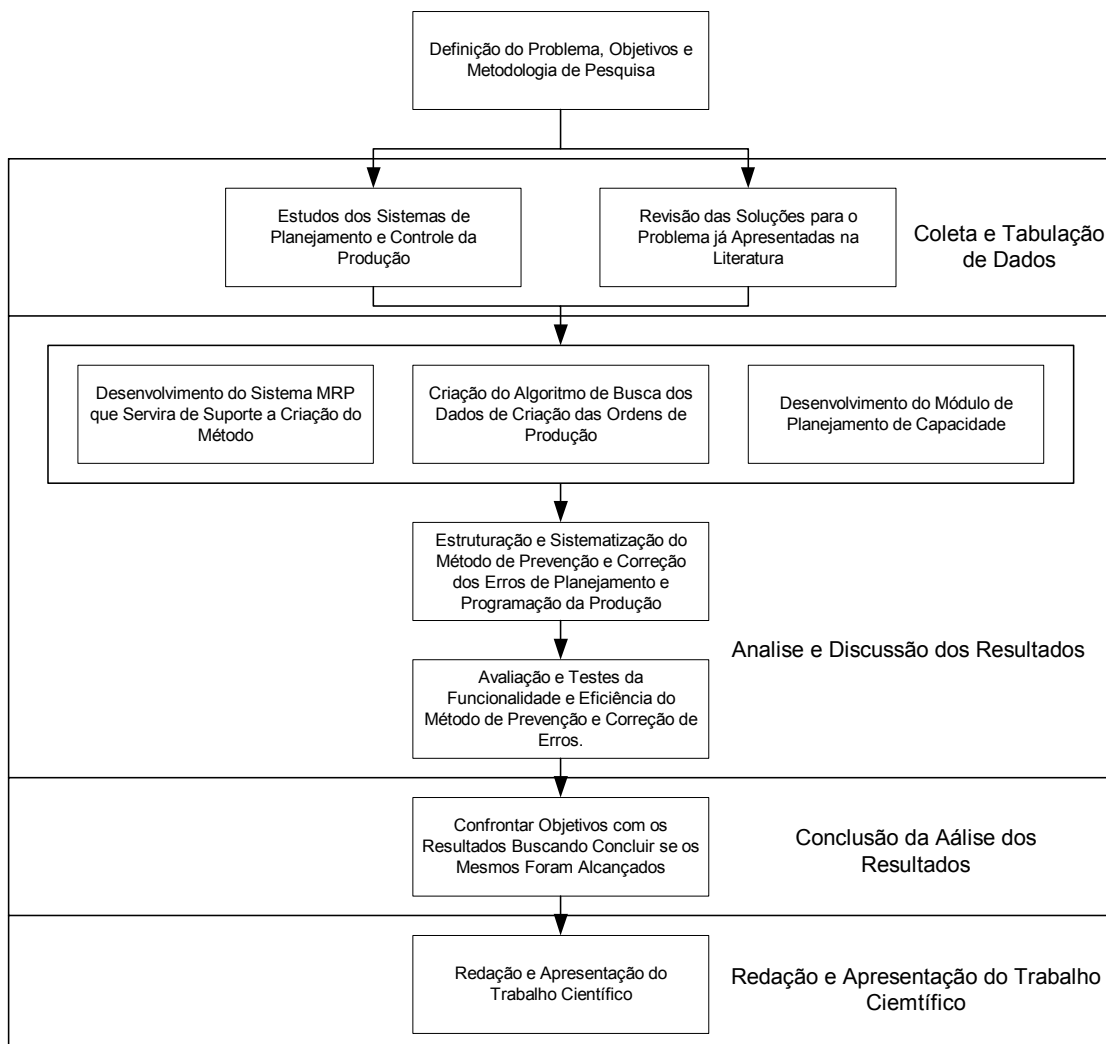 Definição do Problema, Objetivos e
Metodologia de Pesquisa
Estudos dos Sistemas de
Planejamento e Controle da
Produção
Revisão das Soluções para o
Problema já Apresentadas na
Literatura
Coleta e Tabulação
de Dados
Desenvolvimento do Sistema MRP
que Servira de Suporte a Criação do
Método
Criação do Algoritmo de Busca dos
Dados de Criação das Ordens de
Produção
Desenvolvimento do Módulo de
Planejamento de Capacidade
Estruturação e Sistematização do
Método de Prevenção e Correção
dos Erros de Planejamento e
Programação da Produção
Analise e Discussão dos Resultados
Avaliação e Testes da
Funcionalidade e Eficiência do
Método de Prevenção e Correção de
Erros.
Confrontar Objetivos com os
Resultados Buscando Concluir se os
Mesmos Foram Alcançados
Conclusão da Aálise dos
Resultados
Redação e Apresentação do
Trabalho Científico
Redação e Apresentação do Trabalho
Ciemtífico